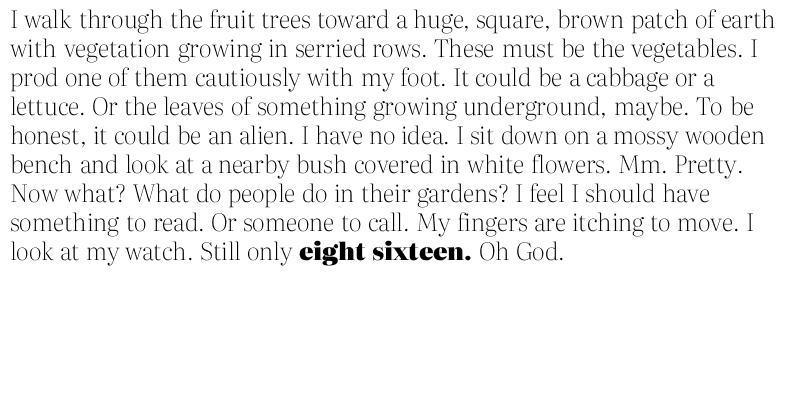 I walk through the fruit trees toward a huge, square, brown patch of earth
with vegetation growing in serried rows. These must be the vegetables. I
prod one of them cautiously with my foot. It could be a cabbage or a
lettuce. Or the leaves of something growing underground, maybe. To be
honest, it could be an alien. I have no idea. I sit down on a mossy wooden
bench and look at a nearby bush covered in white flowers. Mm. Pretty.
Now what? What do people do in their gardens? I feel I should have
something to read. Or someone to call. My fingers are itching to move. I
look at my watch. Still only eight sixteen. Oh God.